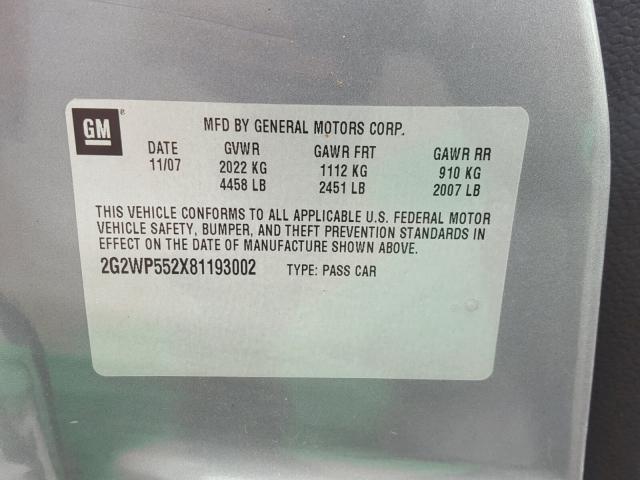 GM
MFD BY GENERAL MOTORS CORP.
DATE GVWR GAWR FRT GAWR RR
11/07 2022 KG 1112 KG 910 KG
4458 LB 2451 LB 2007 LB
THIS VEHICLE CONFORMS TO ALL APPLICABLE U.S. FEDERAL MOTOR
VEHICLE SAFETY, BUMPER, AND THEFT PREVENTION STANDARDS IN
EFFECT ON THE DATE OF MANUFACTURE SHOWN ABOVE.
2G2WP552X81193002 TYPE: PASS CAR